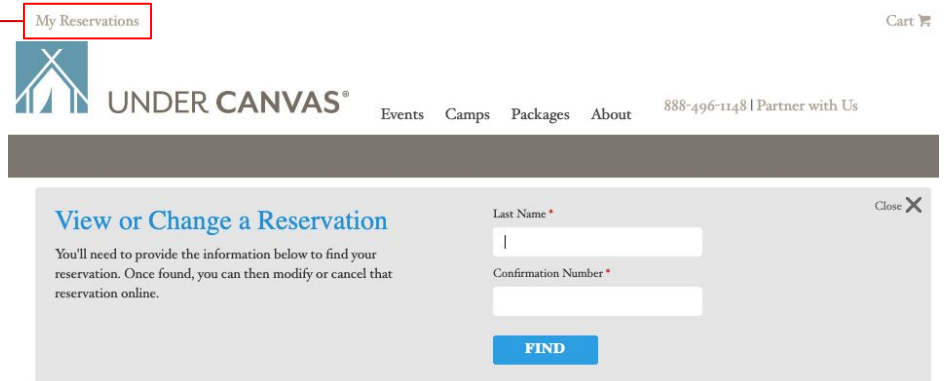 My Reservations
Cart
UNDER CANVAS®
Events Camps Packages About
888-496-1148 | Partner with Us
View or Change a Reservation
You'll need to provide the information below to find your
reservation. Once found, you can then modify or cancel that
reservation online.
Last Name *
Confirmation Number *
FIND
Close